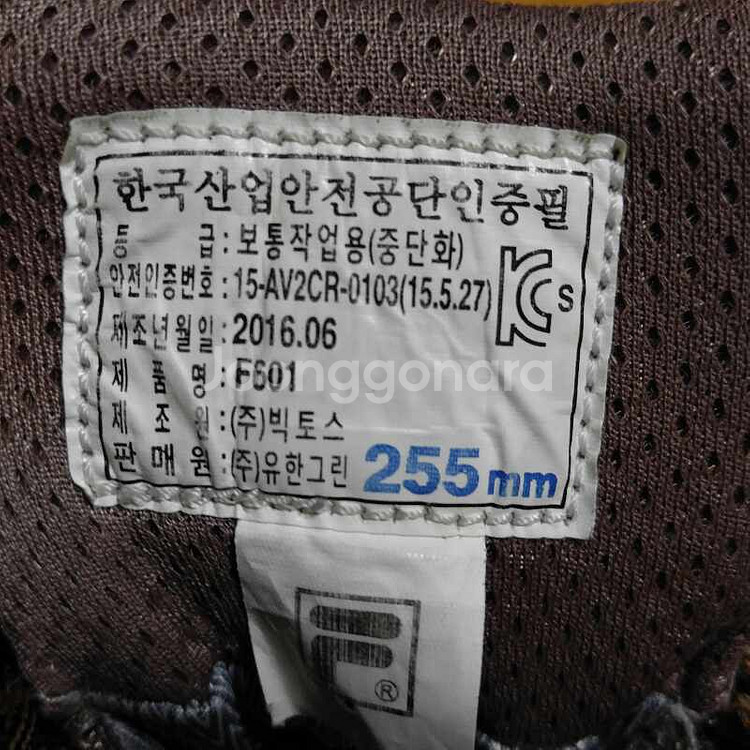 한국산업안전공단인증필
등 급 : 보통작업용(중단화)
안전인증번호 : 15-AV2CR-0103(15.5.27)
제조년월일 : 2016.06
제 품 명 : F601
제 조 원 : (주)빅토스
판 매 원 : (주)유한그린
255mm
KCs
Joonggonara
F
®